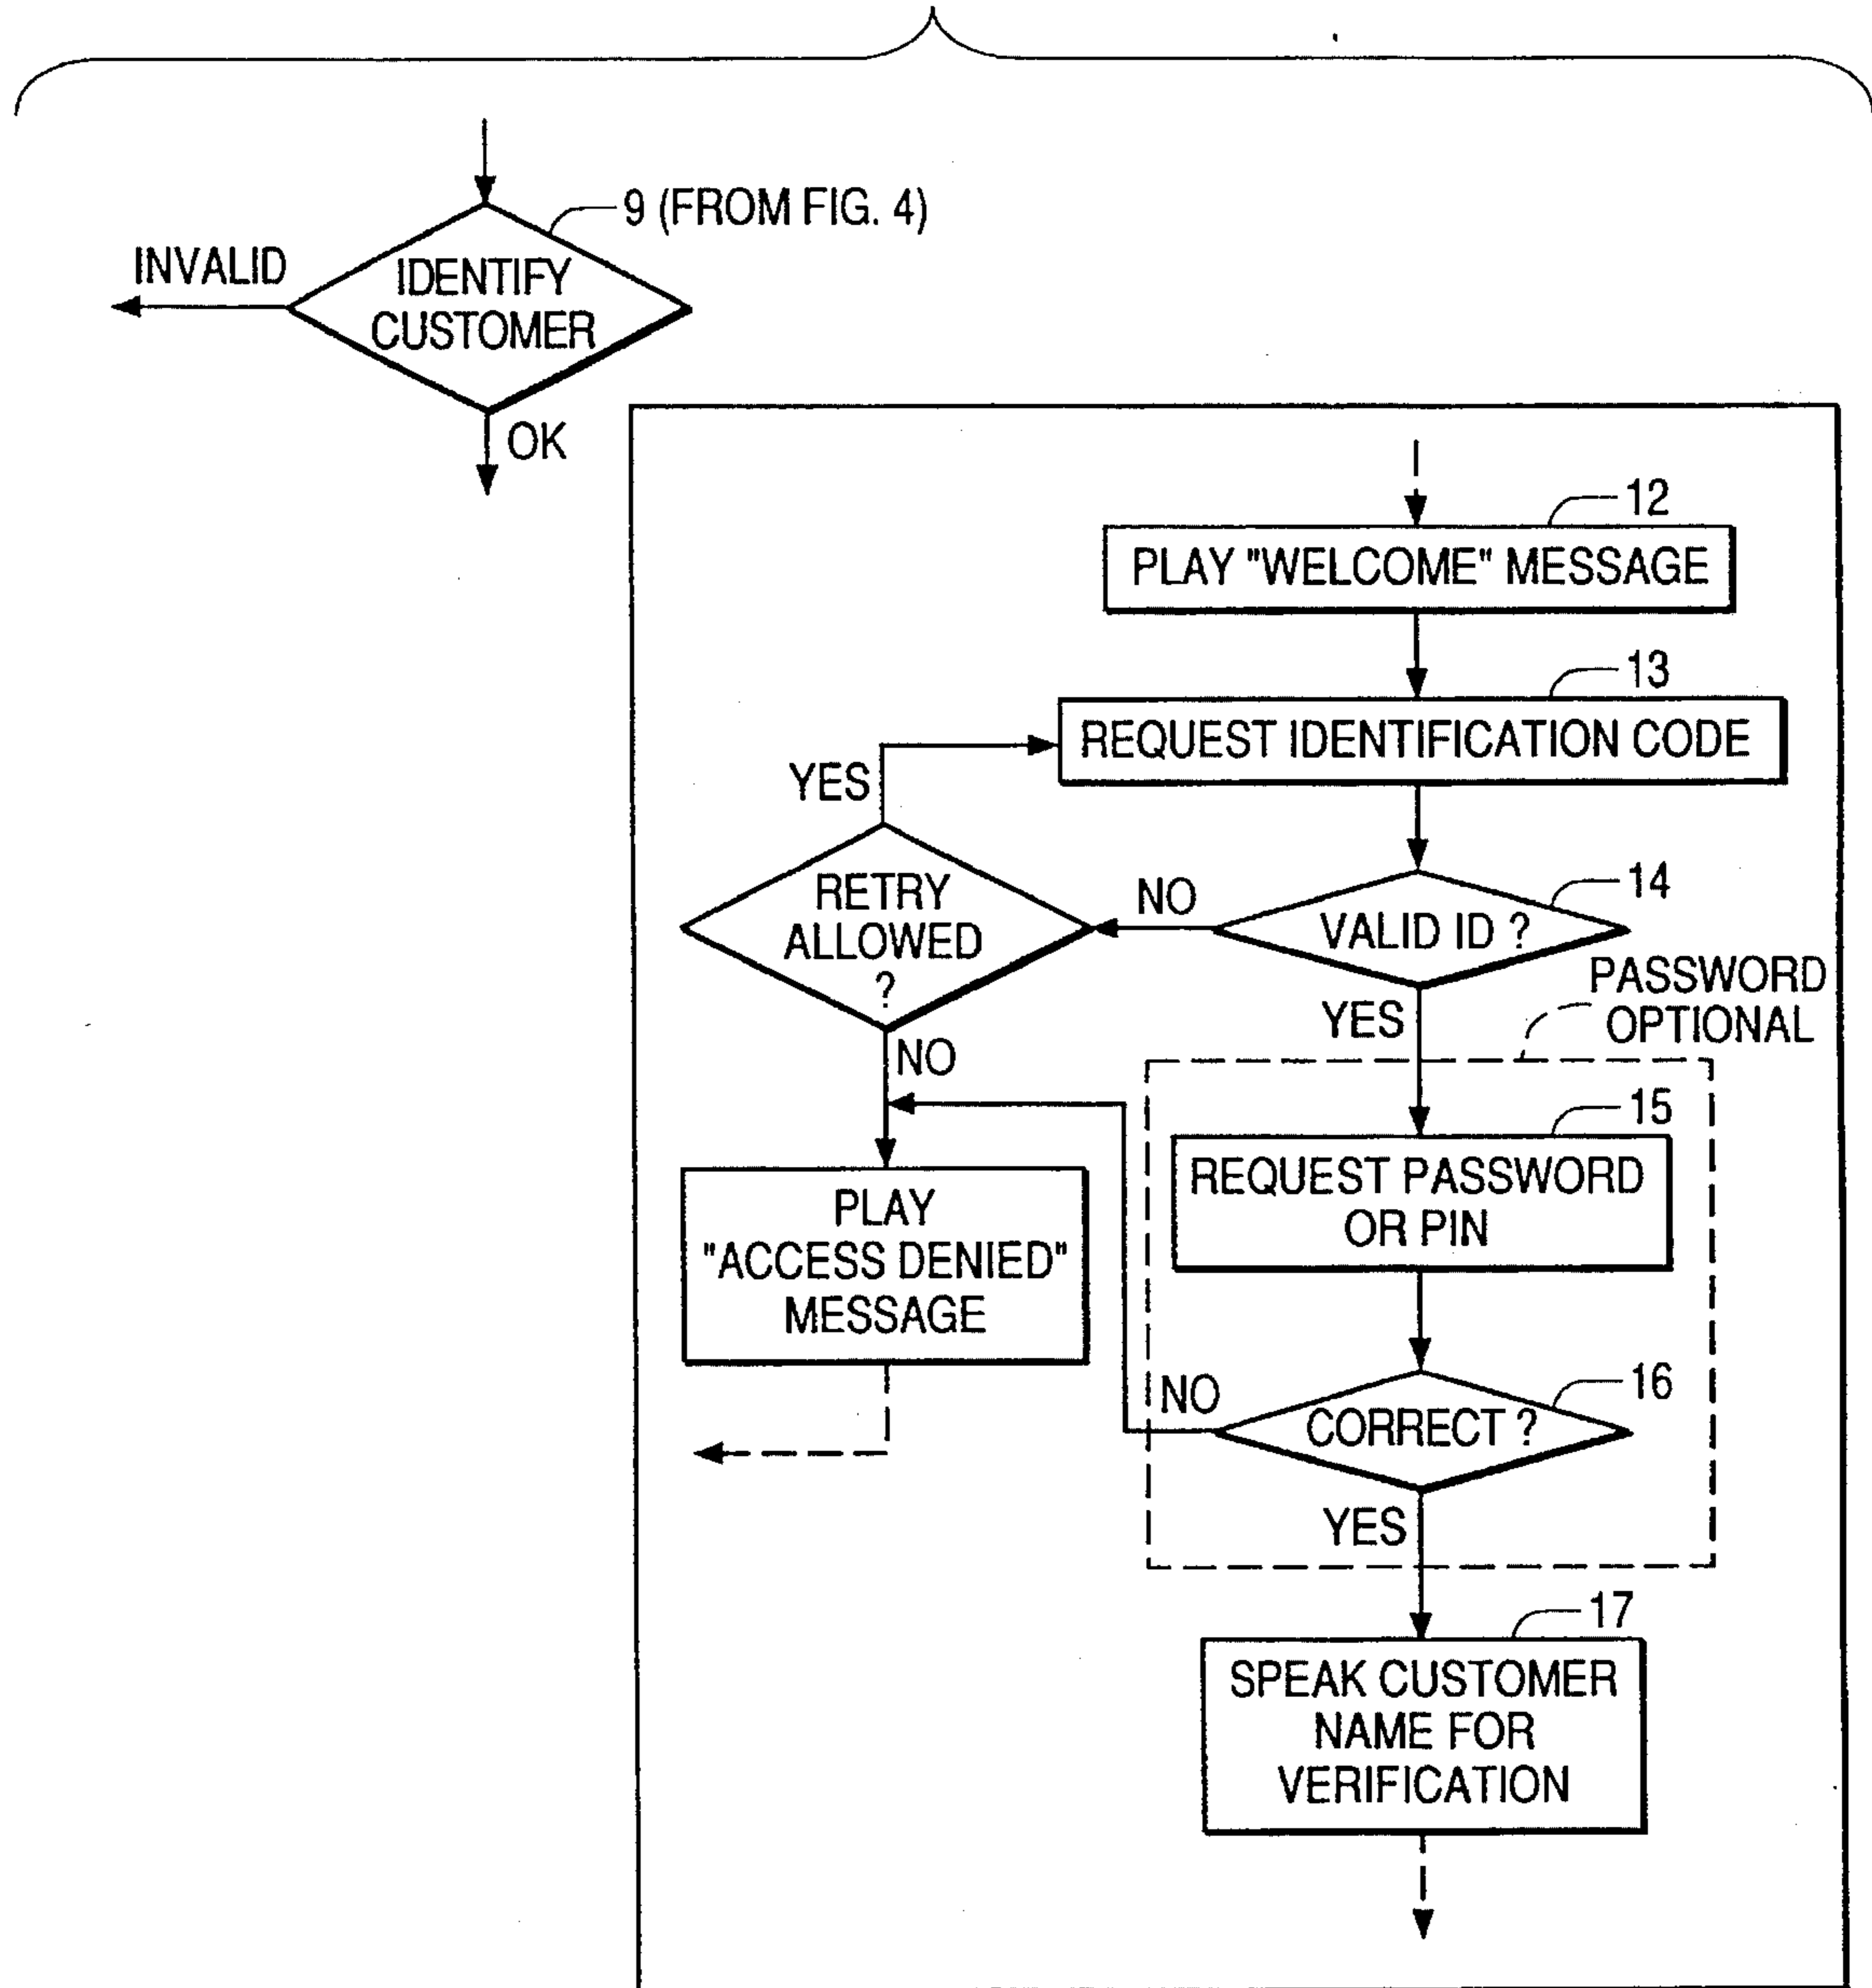 9 (FROM FIG. 4)
INVALID
IDENTIFY
CUSTOMER
OK
12
PLAY "WELCOME" MESSAGE
13
REQUEST IDENTIFICATION CODE
YES
RETRY
ALLOWED
?
NO
14
VALID ID ?
PASSWORD
OPTIONAL
YES
NO
15
REQUEST PASSWORD
OR PIN
PLAY
"ACCESS DENIED"
MESSAGE
NO
16
CORRECT ?
YES
17
SPEAK CUSTOMER
NAME FOR
VERIFICATION